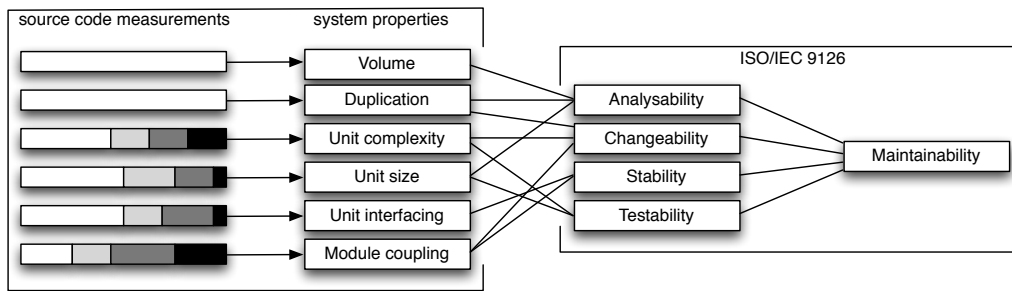 source code measurements
system properties
ISO/IEC 9126
Volume
Duplication
Unit complexity
Unit size
Unit interfacing
Module coupling
Analysability
Changeability
Stability
Testability
Maintainability